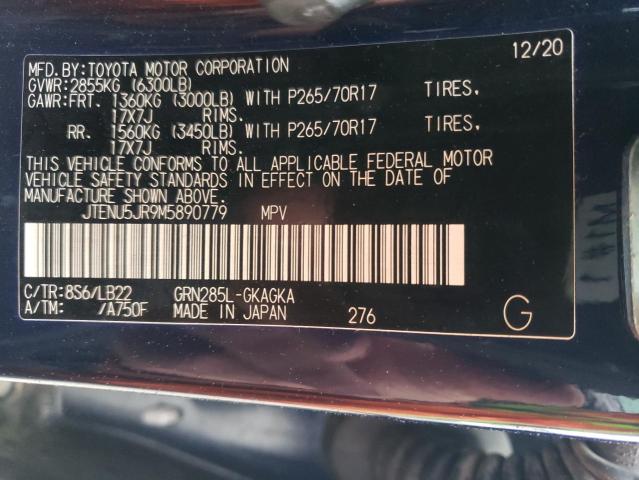 12/20
MFD.BY:TOYOTA MOTOR CORPORATION
GVWR:2855KG (6300LB)
GAWR:FRT. 1360KG (3000LB) WITH P265/70R17 TIRES.
17X7J RIMS.
RR. 1560KG (3450LB) WITH P265/70R17 TIRES.
17X7J RIMS.
THIS VEHICLE CONFORMS TO ALL APPLICABLE FEDERAL MOTOR
VEHICLE SAFETY STANDARDS IN EFFECT ON THE DATE OF
MANUFACTURE SHOWN ABOVE.
JTENU5JR9M5890779 MPV
C/TR:8S6/LB22 GRN285L-GKAGKA
A/TM: /A750F MADE IN JAPAN 276 G